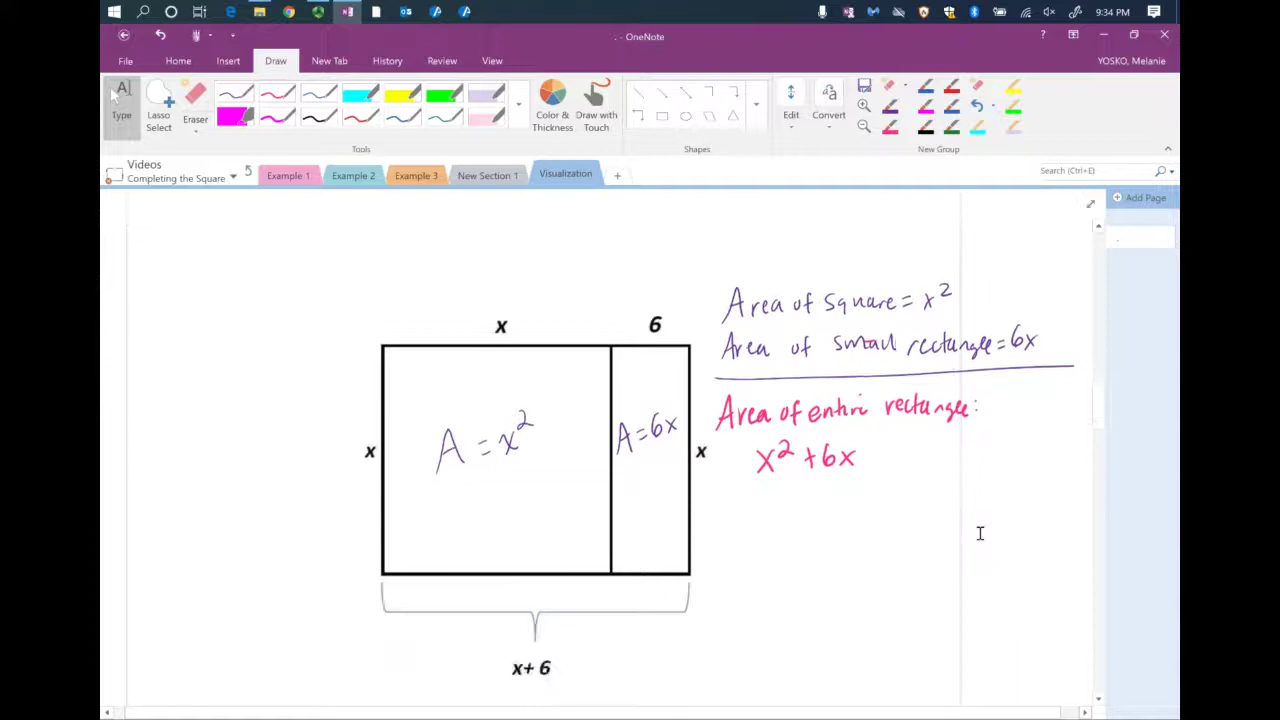 9:34 PM
. - OneNote
?
File
Home
Insert
Draw
New Tab
History
Review
View
YOSKO, Melanie
Type
Lasso Select
Eraser
Color & Thickness
Draw with Touch
Edit
Convert
Tools
Shapes
New Group
Videos
Completing the Square
Example 1
Example 2
Example 3
New Section 1
Visualization
Search (Ctrl+E)
Add Page
.
x 6
x
A = x²
A = 6x
x
x+ 6
Area of square = x²
Area of small rectangle = 6x
Area of entire rectangle:
x² + 6x